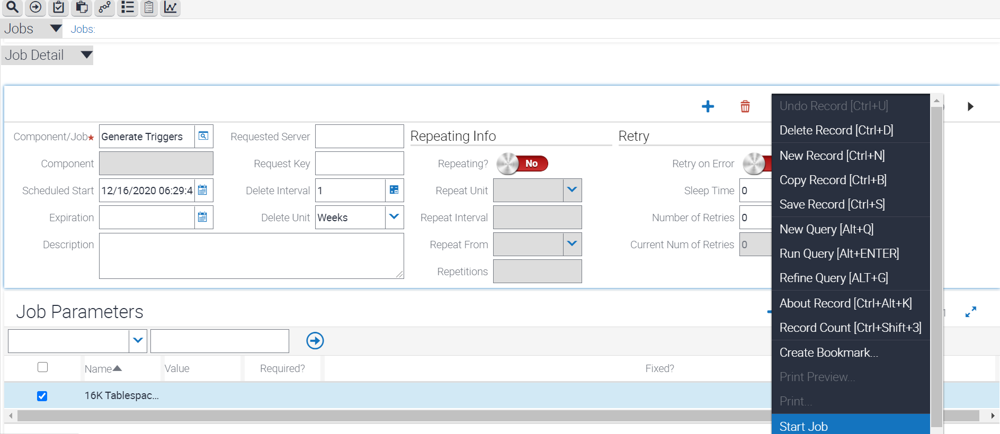 Jobs
Jobs:
Job Detail
Component/Job★ Generate Triggers
Component
Scheduled Start 12/16/2020 06:29:4
Expiration
Description
Requested Server
Request Key
Delete Interval 1
Delete Unit Weeks
Repeating Info
Repeating? No
Repeat Unit
Repeat Interval
Repeat From
Repetitions
Retry
Retry on Error
Sleep Time 0
Number of Retries 0
Current Num of Retries 0
Undo Record [Ctrl+U]
Delete Record [Ctrl+D]
New Record [Ctrl+N]
Copy Record [Ctrl+B]
Save Record [Ctrl+S]
New Query [Alt+Q]
Run Query [Alt+ENTER]
Refine Query [ALT+G]
About Record [Ctrl+Alt+K]
Record Count [Ctrl+Shift+3]
Create Bookmark...
Print Preview...
Print...
Start Job
Job Parameters
Name Value Required? Fixed?
16K Tablespac...